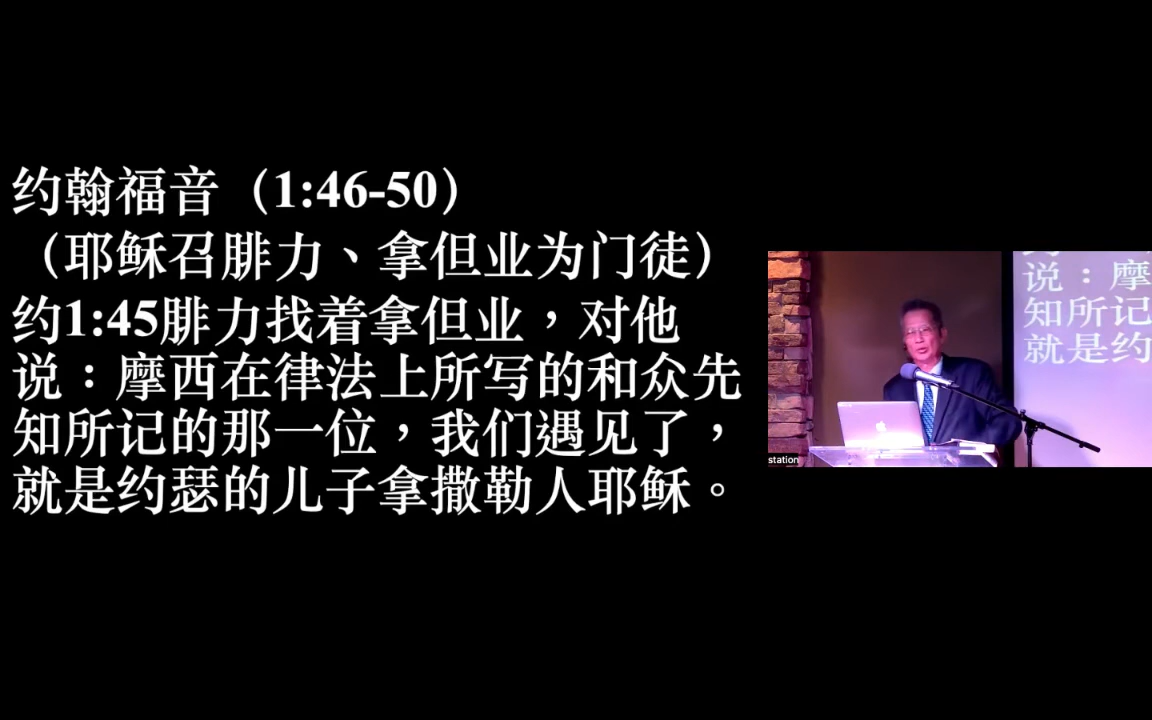 约翰福音（1:46-50）
（耶稣召腓力、拿但业为门徒）
约1:45腓力找着拿但业，对他
说：摩西在律法上所写的和众先
知所记的那一位，我们遇见了，
就是约瑟的儿子拿撒勒人耶稣。
说：摩
知所记
就是约
station